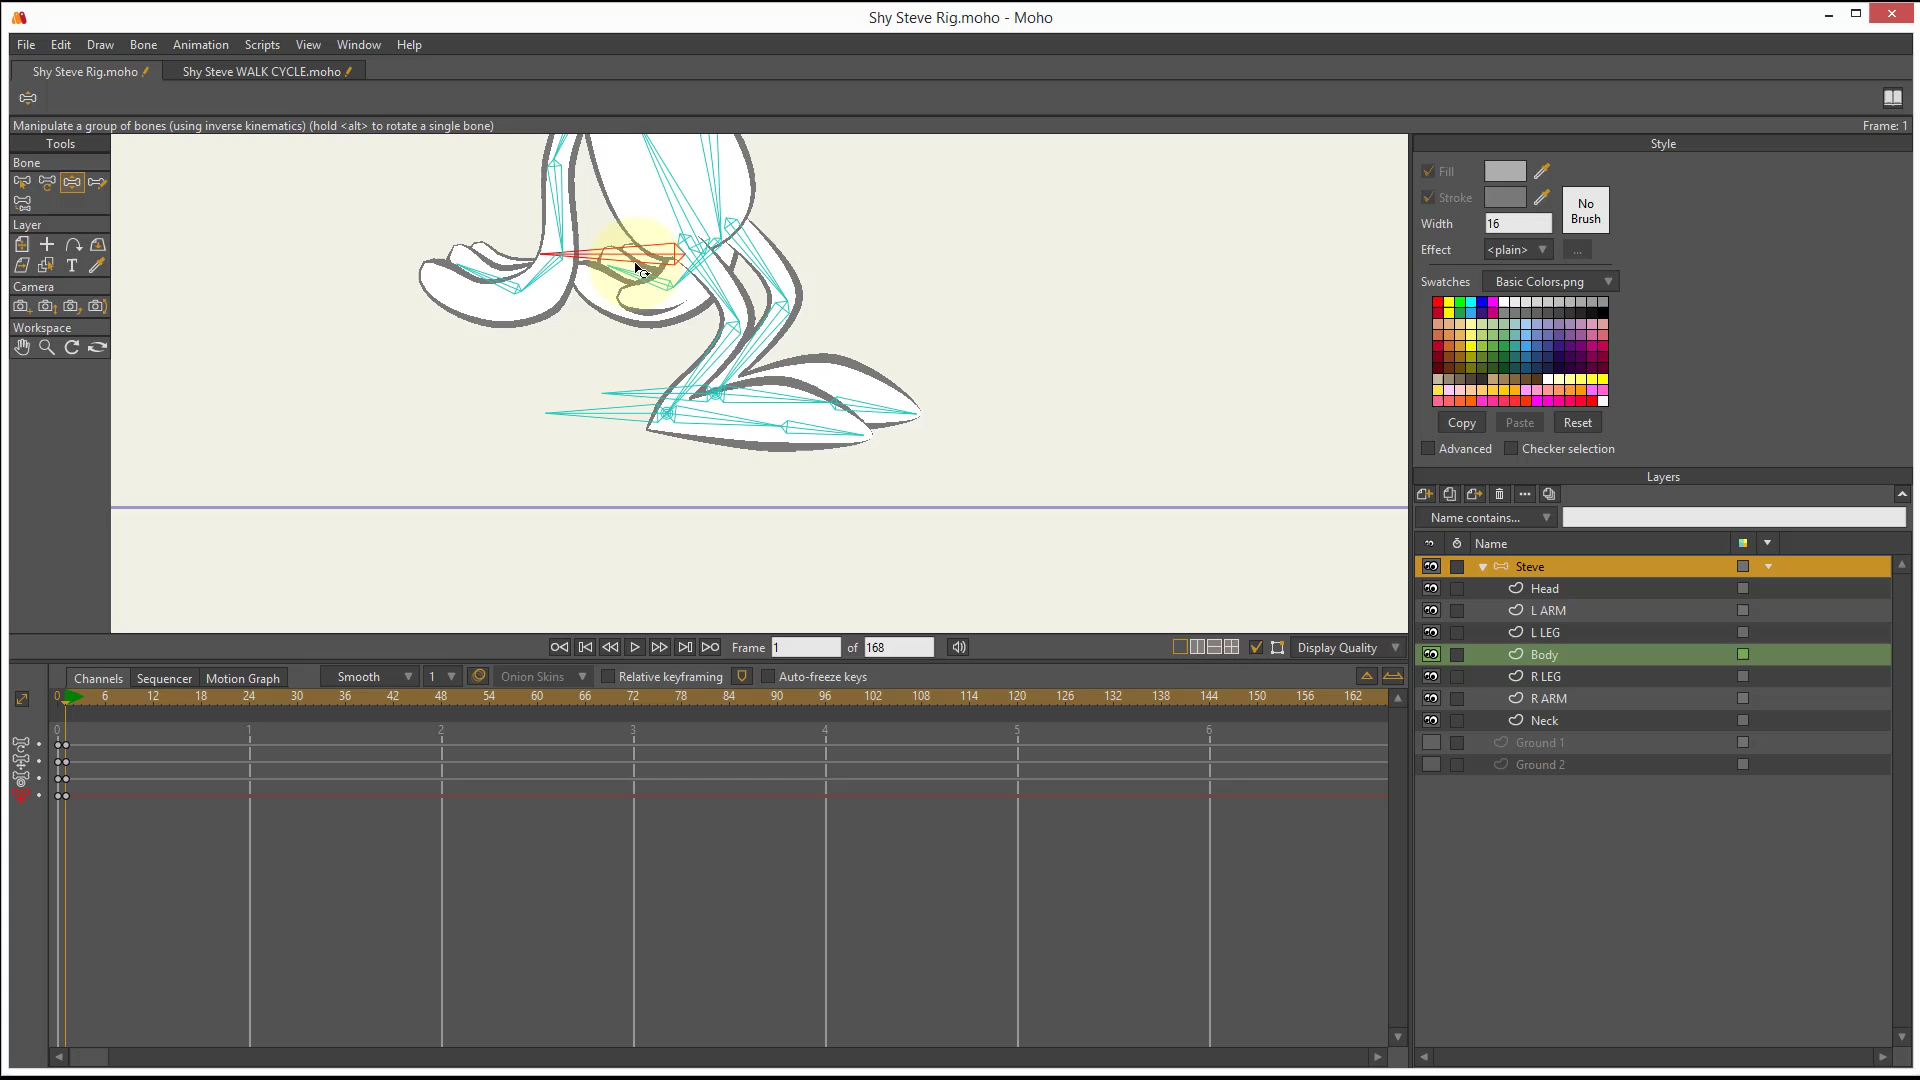 Shy Steve Rig.moho - Moho
File Edit Draw Bone Animation Scripts View Window Help
Shy Steve Rig.moho Shy Steve WALK CYCLE.moho
Manipulate a group of bones (using inverse kinematics) (hold <alt> to rotate a single bone) Frame: 1
Tools
Bone
Layer
Camera
Workspace
Style
Fill
Stroke
No
Brush
Width 16
Effect <plain> ...
Swatches Basic Colors.png
Copy Paste Reset
Advanced Checker selection
Layers
Name contains...
Name
Steve
Head
L ARM
L LEG
Body
R LEG
R ARM
Neck
Ground 1
Ground 2
Frame 1 of 168 Display Quality
Channels Sequencer Motion Graph Smooth 1 Onion Skins Relative keyframing Auto-freeze keys
0 6 12 18 24 30 36 42 48 54 60 66 72 78 84 90 96 102 108 114 120 126 132 138 144 150 156 162
0 1 2 3 4 5 6